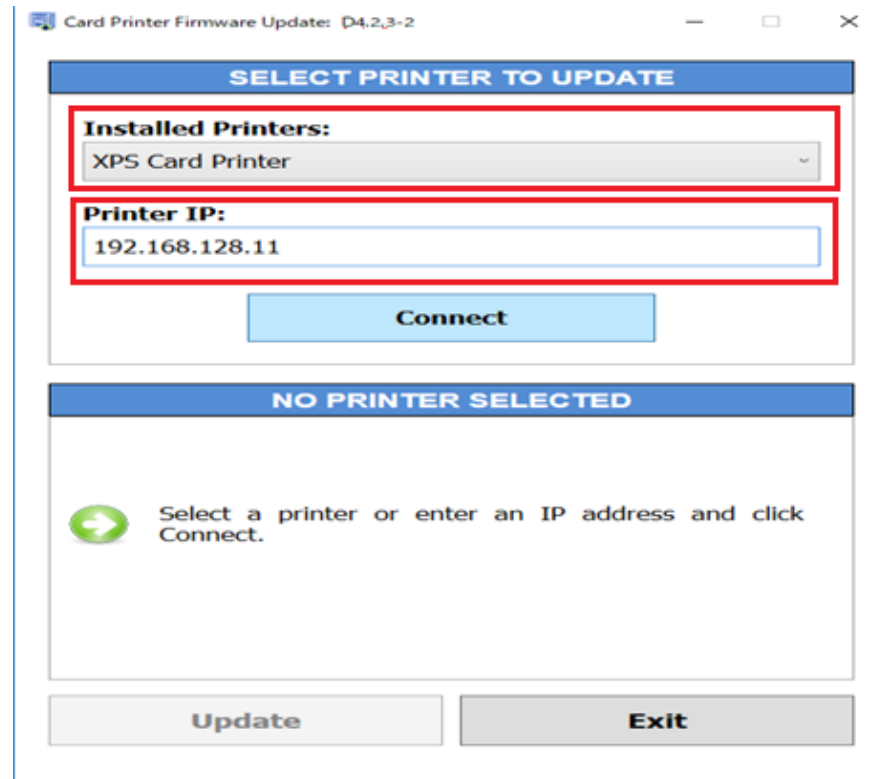 Card Printer Firmware Update: D4.2,3-2
SELECT PRINTER TO UPDATE
Installed Printers:
XPS Card Printer
Printer IP:
192.168.128.11
Connect
NO PRINTER SELECTED
Select a printer or enter an IP address and click
Connect.
Update
Exit